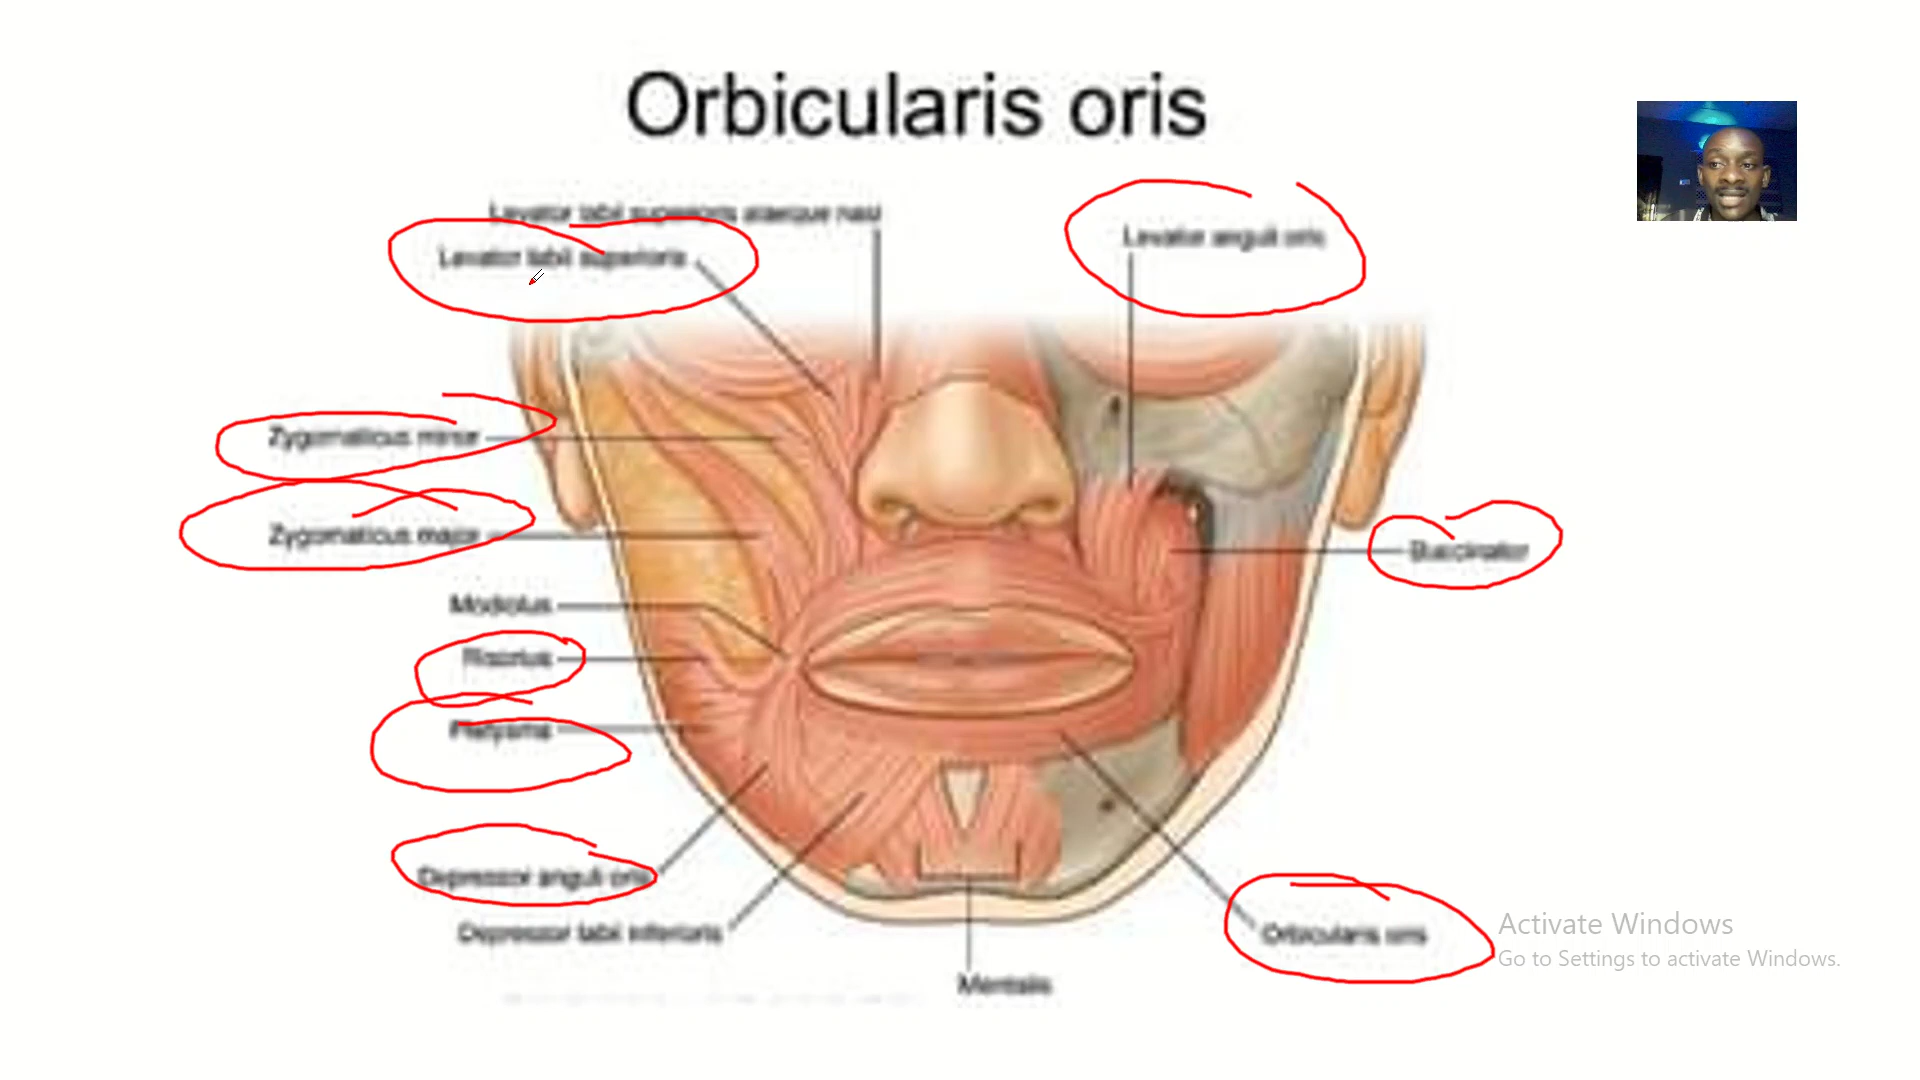 Orbicularis oris
Levator labii superioris alaeque nasi
Levator labii superioris
Levator anguli oris
Zygomaticus minor
Zygomaticus major
Buccinator
Modiolus
Risorius
Platysma
Depressor anguli oris
Depressor labii inferioris
Orbicularis oris
Mentalis
Activate Windows
Go to Settings to activate Windows.